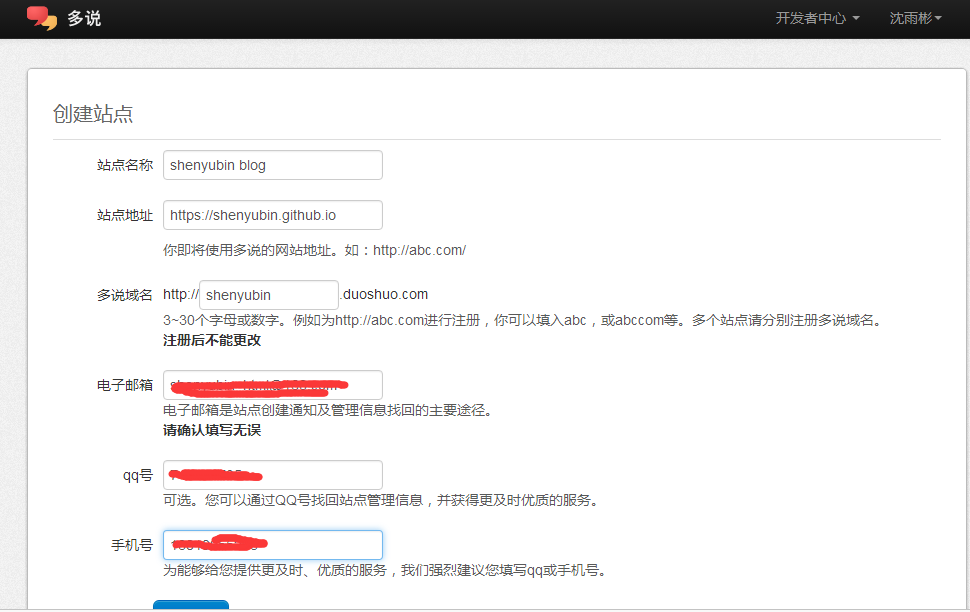 多说
开发者中心 沈雨彬
创建站点
站点名称 shenyubin blog
站点地址 https://shenyubin.github.io
你即将使用多说的网站地址。如：http://abc.com/
多说域名 http:// shenyubin .duoshuo.com
3~30个字母或数字。例如为http://abc.com进行注册，你可以填入abc，或abccom等。多个站点请分别注册多说域名。
注册后不能更改
电子邮箱
电子邮箱是站点创建通知及管理信息找回的主要途径。
请确认填写无误
qq号
可选。您可以通过QQ号找回站点管理信息，并获得更及时优质的服务。
手机号
为能够给您提供更及时、优质的服务，我们强烈建议您填写qq或手机号。